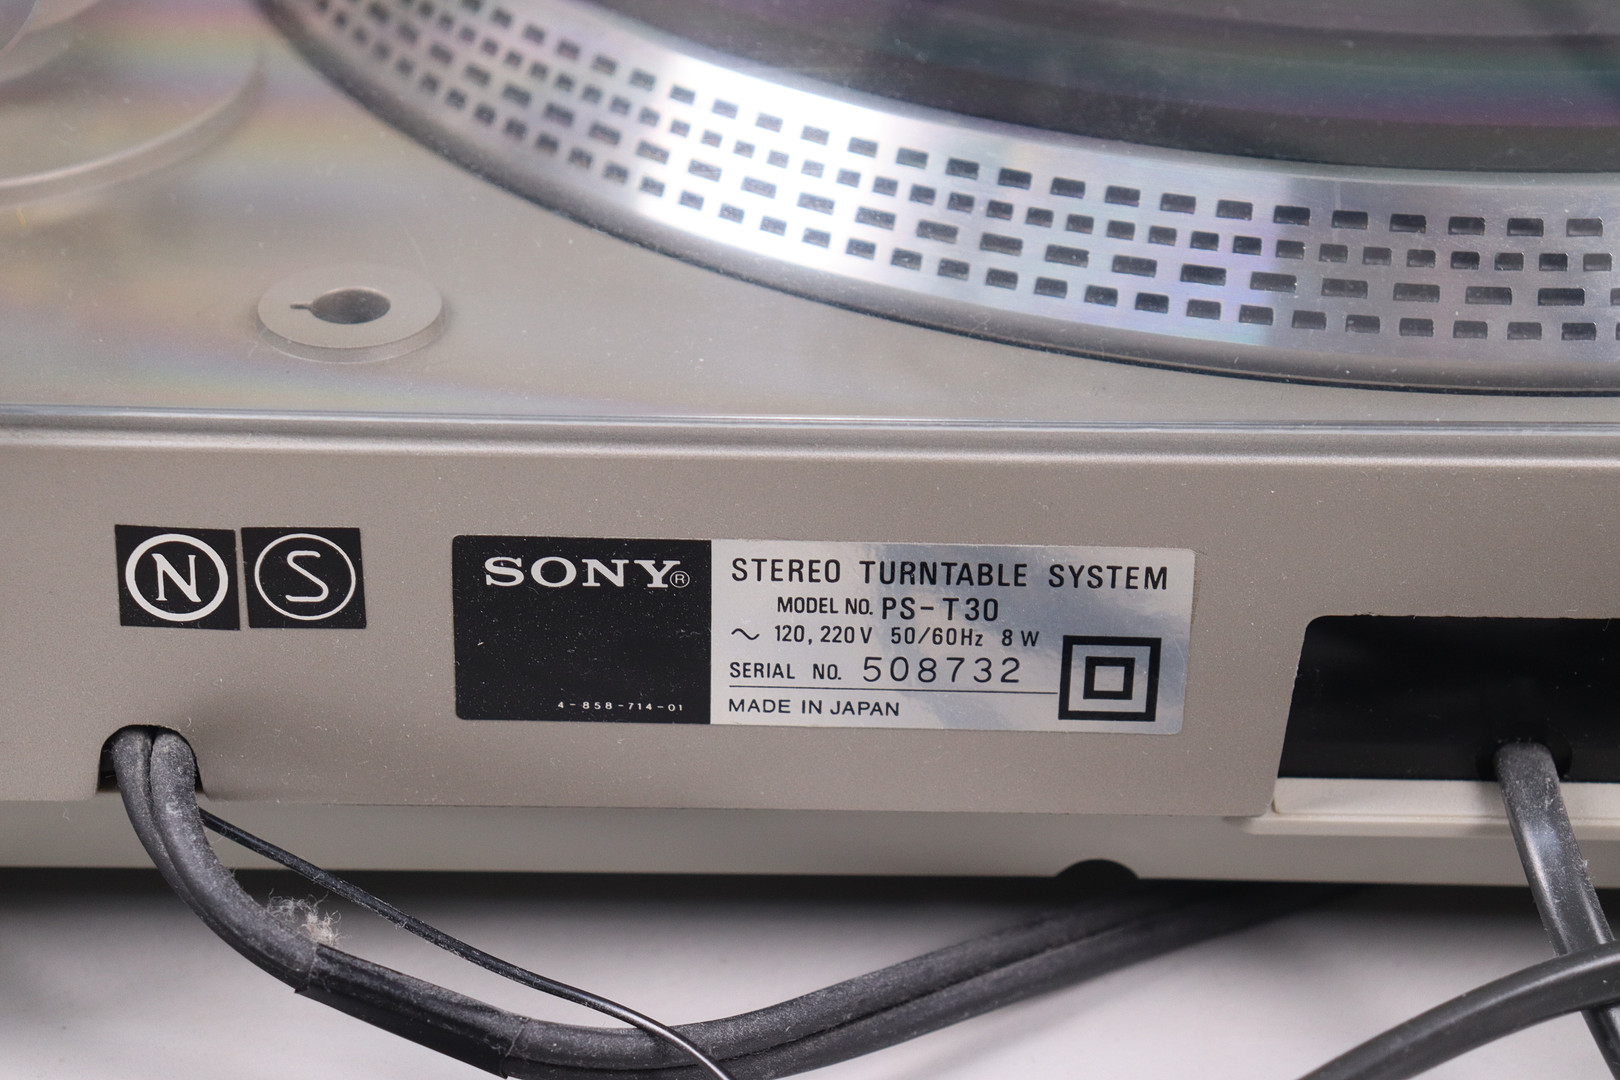 N S
SONY®
4-858-714-01
STEREO TURNTABLE SYSTEM
MODEL NO. PS-T30
~ 120, 220V 50/60Hz 8W
SERIAL NO. 508732
MADE IN JAPAN